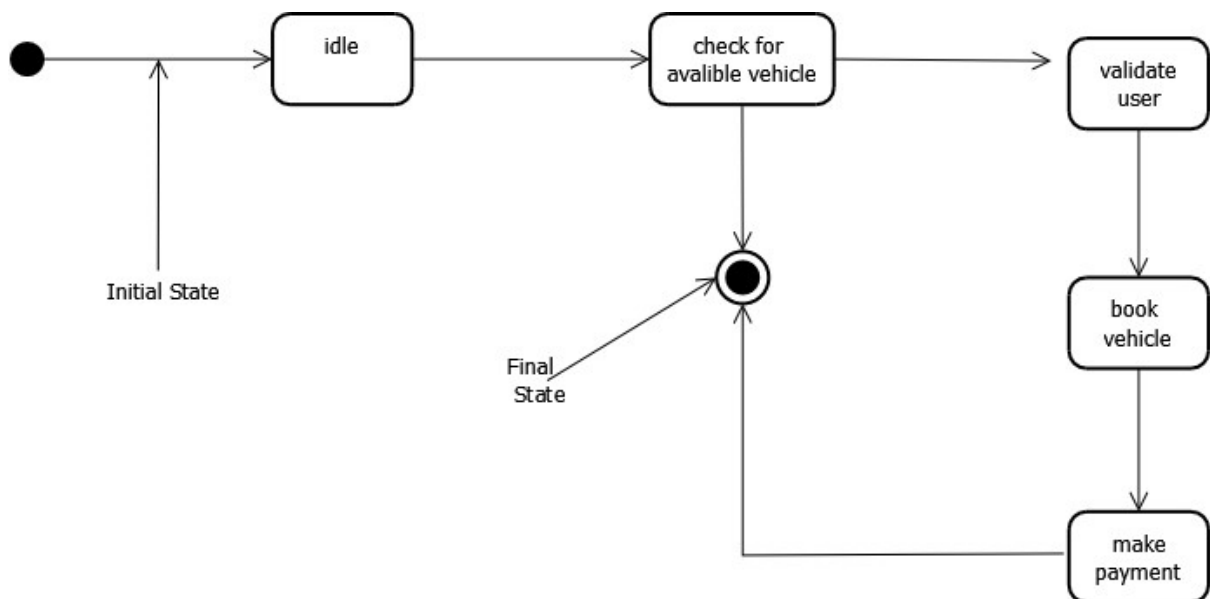 idle
check for
avalible vehicle
validate
user
Initial State
book
vehicle
Final
State
make
payment